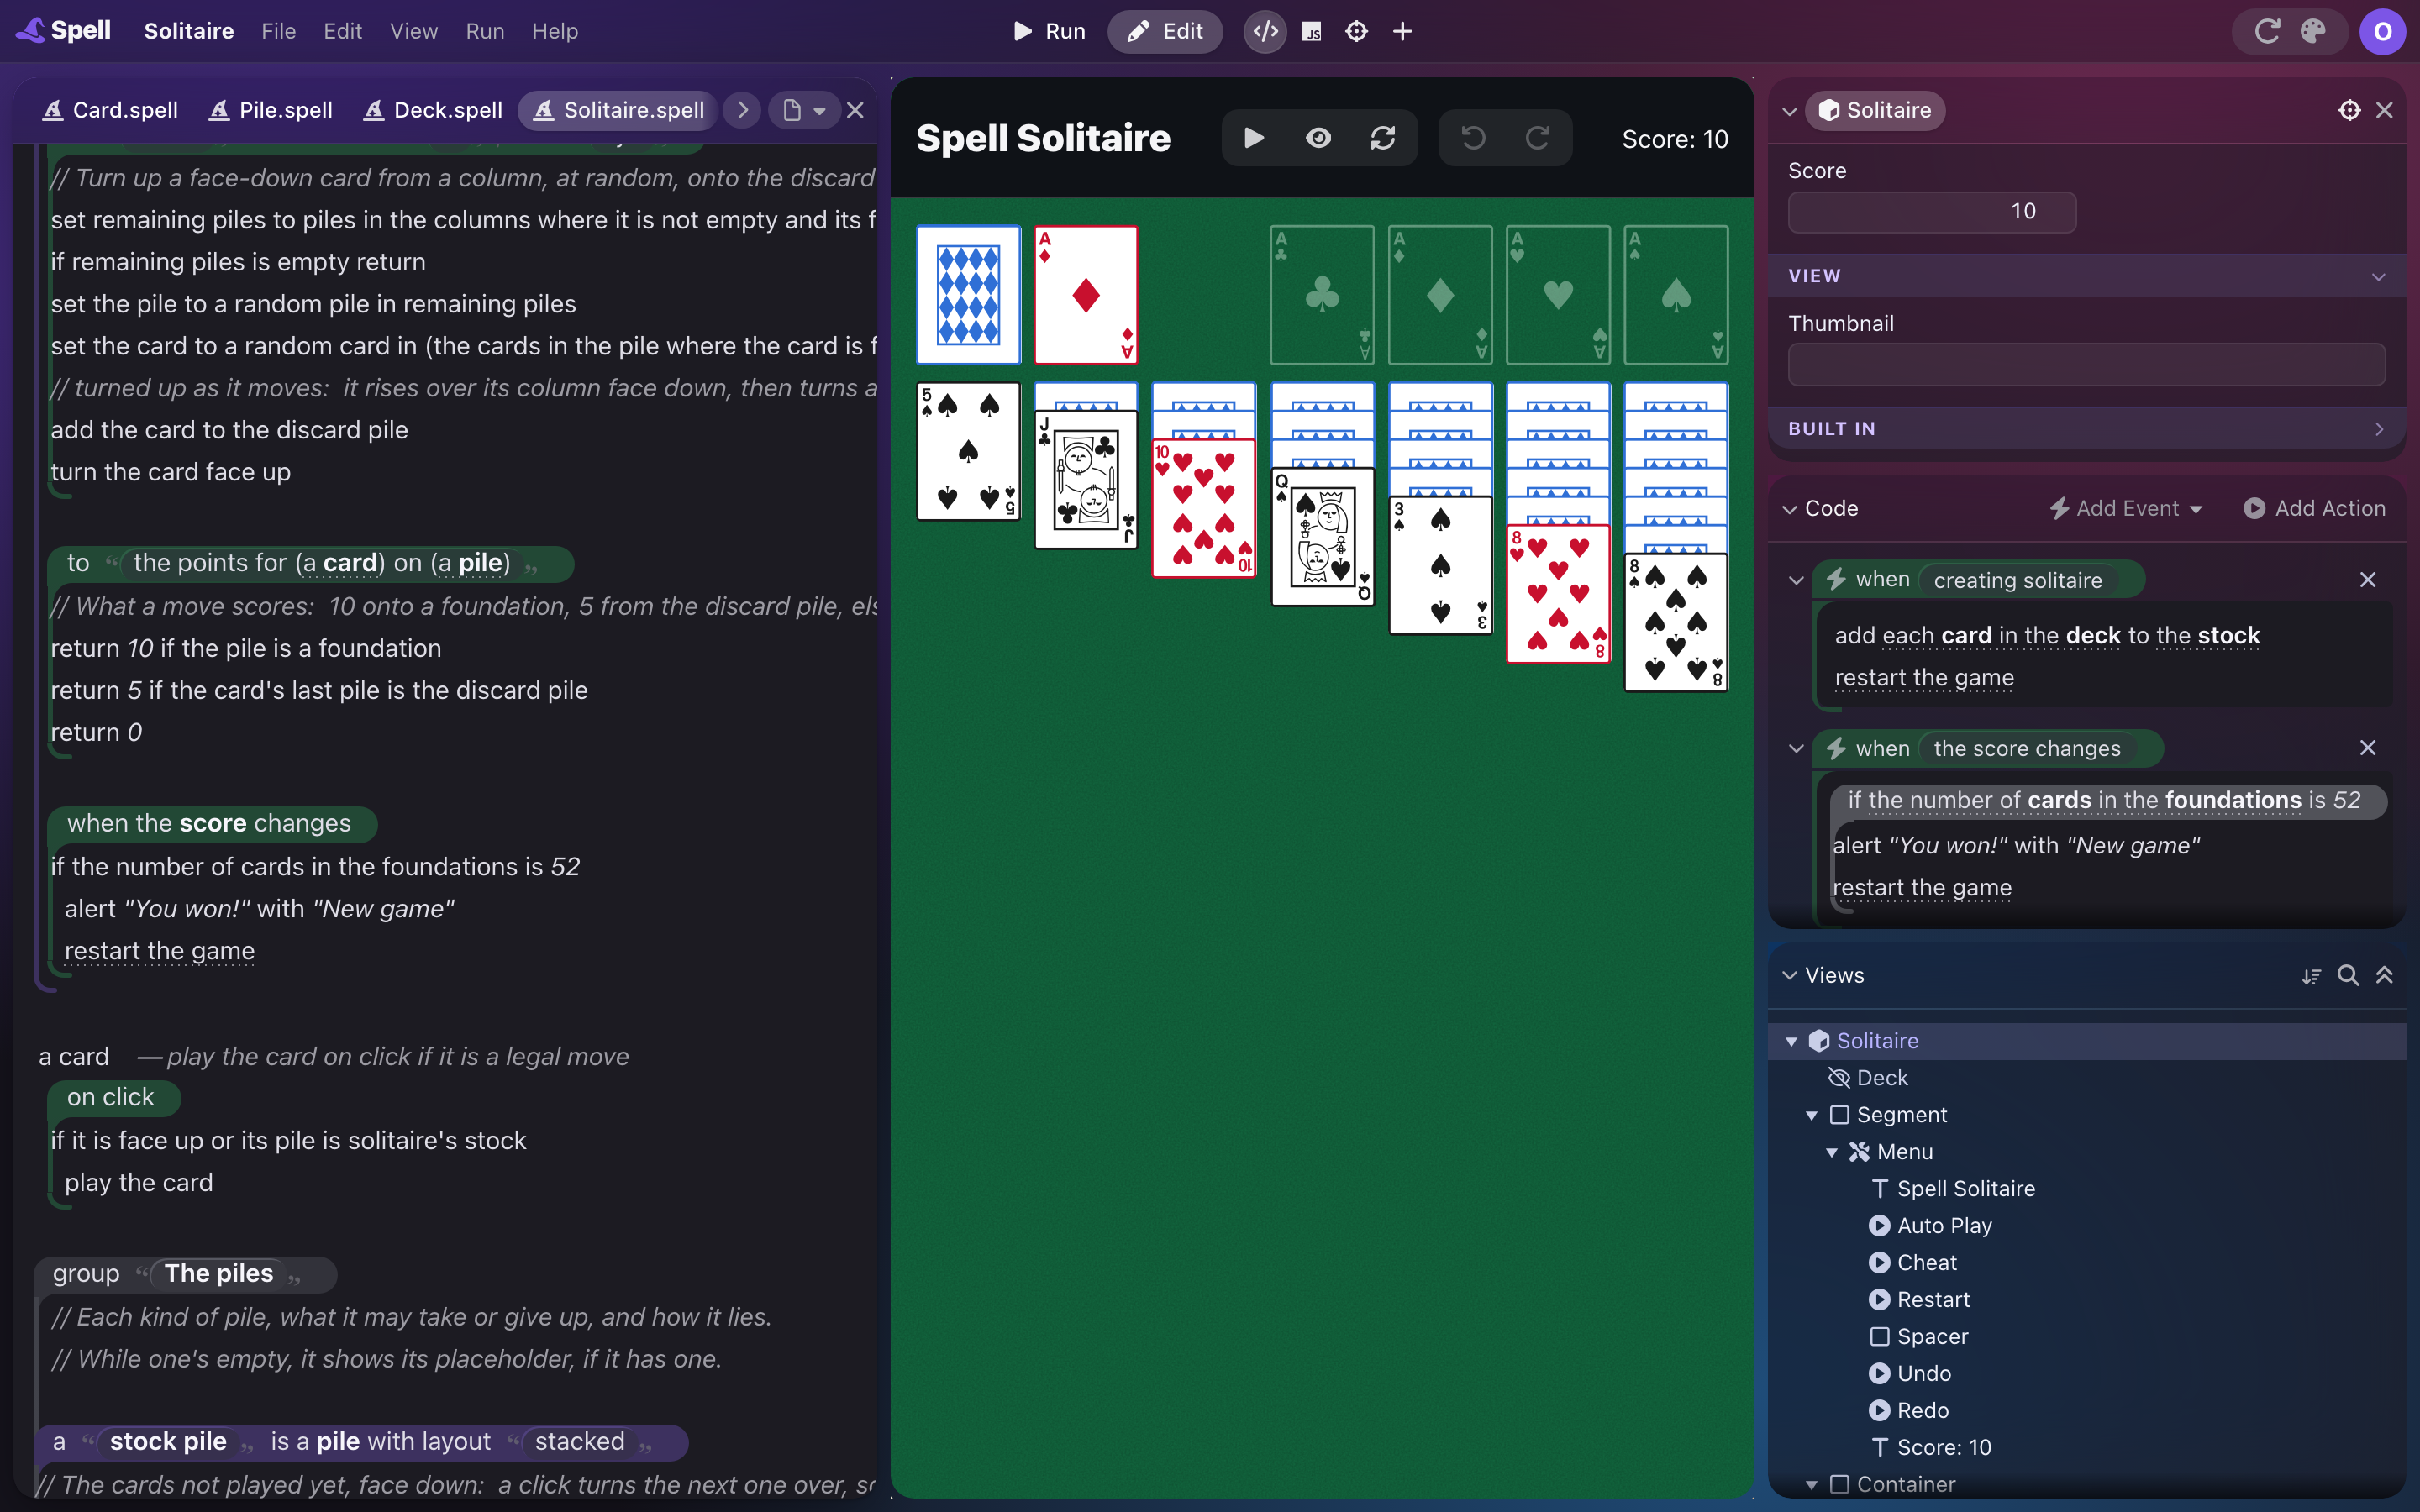 Spell Solitaire File Edit View Run Help
Run Edit JS
O
Card.spell Pile.spell Deck.spell Solitaire.spell
// Turn up a face-down card from a column, at random, onto the discard
set remaining piles to piles in the columns where it is not empty and its f
if remaining piles is empty return
set the pile to a random pile in remaining piles
set the card to a random card in (the cards in the pile where the card is f
// turned up as it moves: it rises over its column face down, then turns a
add the card to the discard pile
turn the card face up
to “ the points for (a card) on (a pile) „
// What a move scores: 10 onto a foundation, 5 from the discard pile, els
return 10 if the pile is a foundation
return 5 if the card's last pile is the discard pile
return 0
when the score changes
if the number of cards in the foundations is 52
alert "You won!" with "New game"
restart the game
a card — play the card on click if it is a legal move
on click
if it is face up or its pile is solitaire's stock
play the card
group “ The piles „
// Each kind of pile, what it may take or give up, and how it lies.
// While one's empty, it shows its placeholder, if it has one.
a “ stock pile „ is a pile with layout “ stacked „
// The cards not played yet, face down: a click turns the next one over, so
Spell Solitaire
Score: 10
A A A A A
A A A A A
5 J 10 Q 3 8 8
5 J 10 Q 3 8 8
Solitaire
Score
10
VIEW
Thumbnail
BUILT IN
Code Add Event Add Action
when creating solitaire
add each card in the deck to the stock
restart the game
when the score changes
if the number of cards in the foundations is 52
alert "You won!" with "New game"
restart the game
Views
Solitaire
Deck
Segment
Menu
Spell Solitaire
Auto Play
Cheat
Restart
Spacer
Undo
Redo
Score: 10
Container